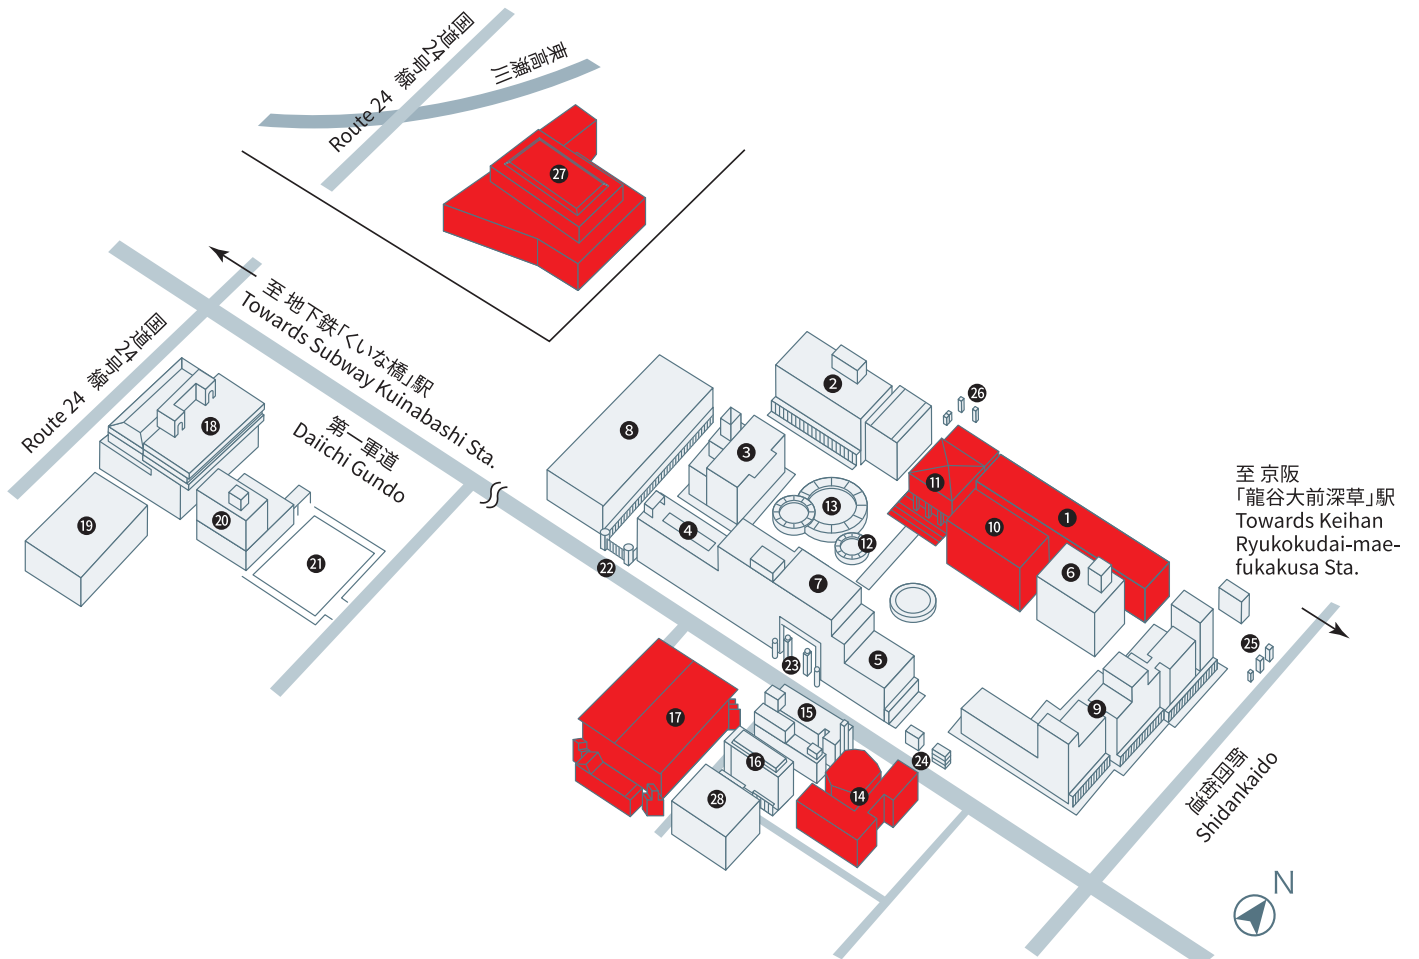 国道24号線
Route 24
東高瀬川
27
至 地下鉄「くいな橋」駅
Towards Subway Kuinabashi Sta.
国道24号線
Route 24
第一軍道
Daiichi Gundo
18
19
20
21
8
2
3
4
13
12
7
5
22
23
26
11
10
1
6
至 京阪
「龍谷大前深草」駅
Towards Keihan
Ryukokudai-mae-
fukakusa Sta.
25
9
24
17
15
16
14
28
師団街道
Shidankaido
N